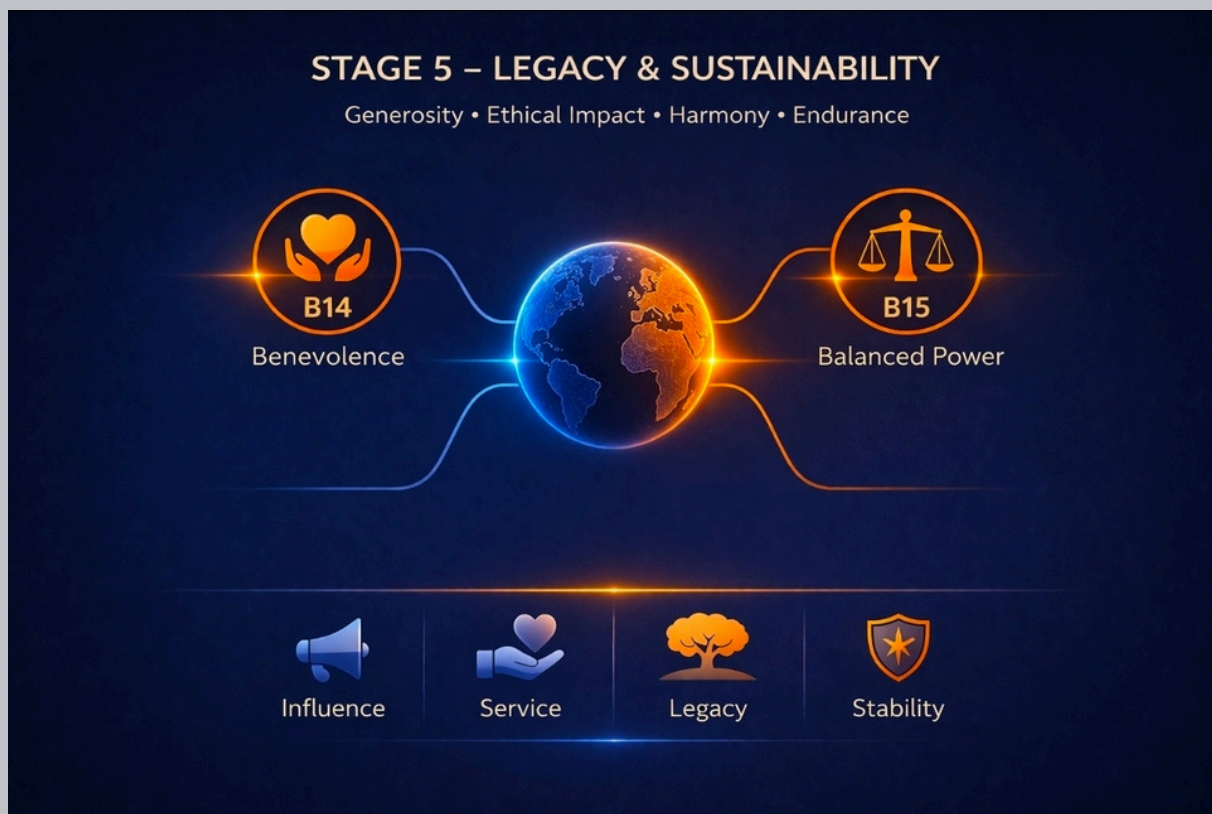 STAGE 5 – LEGACY & SUSTAINABILITY
Generosity • Ethical Impact • Harmony • Endurance
B14
Benevolence
B15
Balanced Power
Influence
Service
Legacy
Stability